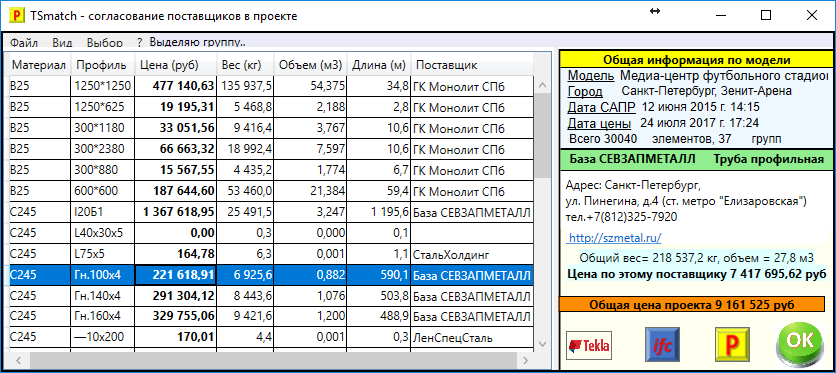 TSmatch - согласование поставщиков в проекте
Файл Вид Выбор ? Выделяю группу..
Материал Профиль Цена (руб) Вес (кг) Объем (м3) Длина (м) Поставщик
B25 1250*1250 477 140,63 135 937,5 54,375 34,8 ГК Монолит СПб
B25 1250*625 19 195,31 5 468,8 2,188 2,8 ГК Монолит СПб
B25 300*1180 33 051,56 9 416,4 3,767 10,6 ГК Монолит СПб
B25 300*2380 66 663,32 18 992,4 7,597 10,6 ГК Монолит СПб
B25 300*880 15 567,55 4 435,2 1,774 6,7 ГК Монолит СПб
B25 600*600 187 644,60 53 460,0 21,384 59,4 ГК Монолит СПб
C245 I20Б1 1 367 618,95 25 491,5 3,247 1 195,6 База СЕВЗАПМЕТАЛЛ
C245 L40x30x5 0,00 0,3 0,000 0,1
C245 L75x5 164,78 6,3 0,001 1,1 СтальХолдинг
C245 Гн.100x4 221 618,91 6 925,6 0,882 590,1 База СЕВЗАПМЕТАЛЛ
C245 Гн.140x4 291 304,12 8 443,6 1,076 503,8 База СЕВЗАПМЕТАЛЛ
C245 Гн.160x4 329 755,06 9 421,6 1,200 488,9 База СЕВЗАПМЕТАЛЛ
C245 —10x200 170,01 4,4 0,001 0,3 ЛенСпецСталь
Общая информация по модели
Модель Медиа-центр футбольного стадион
Город Санкт-Петербург, Зенит-Арена
Дата САПР 12 июня 2015 г. 14:15
Дата цены 24 июля 2017 г. 17:24
Всего 30040 элементов, 37 групп
База СЕВЗАПМЕТАЛЛ Труба профильная
Адрес: Санкт-Петербург,
ул. Пинегина, д.4 (ст. метро "Елизаровская")
тел.+7(812)325-7920
http://szmetal.ru/
Общий вес= 218 537,2 кг, объем = 27,8 м3
Цена по этому поставщику 7 417 695,62 руб
Общая цена проекта 9 161 525 руб
Tekla ifc P OK